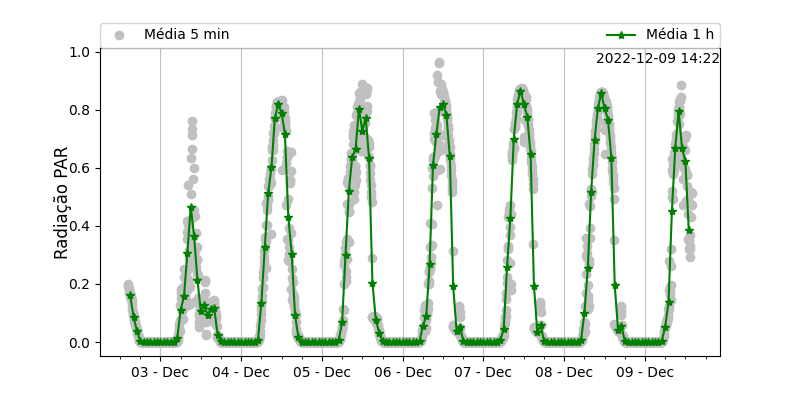 Média 5 min
Média 1 h
2022-12-09 14:22
Radiação PAR
1.0
0.8
0.6
0.4
0.2
0.0
03 - Dec
04 - Dec
05 - Dec
06 - Dec
07 - Dec
08 - Dec
09 - Dec